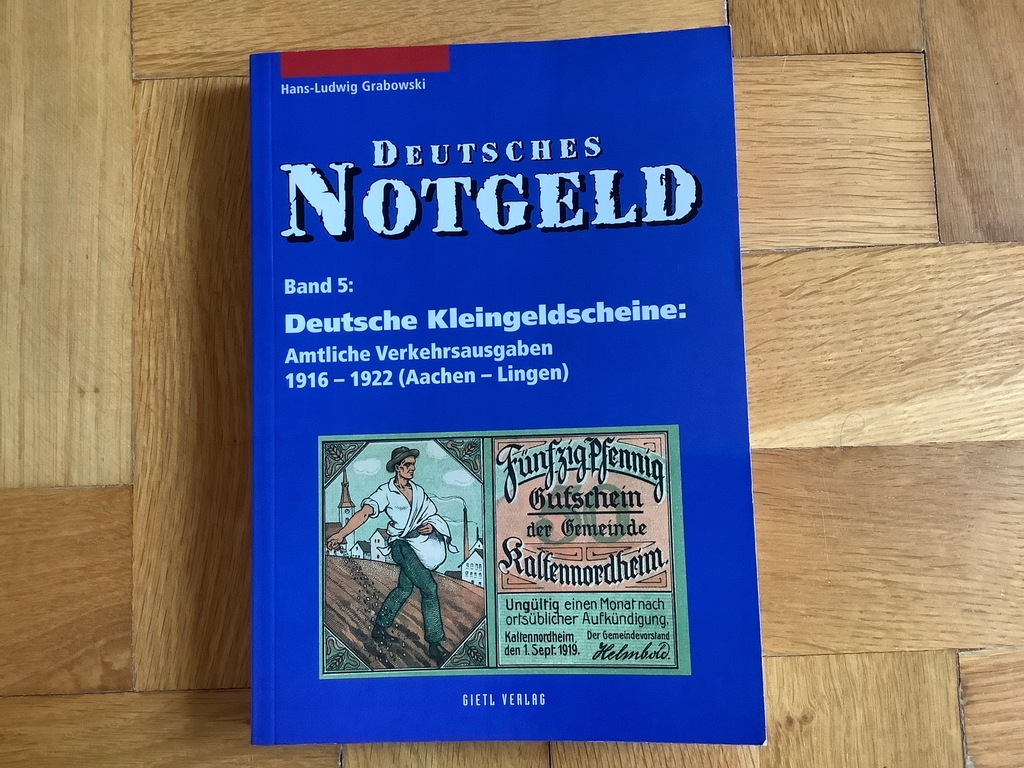 Hans-Ludwig Grabowski
DEUTSCHES
NOTGELD
Band 5:
Deutsche Kleingeldscheine:
Amtliche Verkehrsausgaben
1916 – 1922 (Aachen – Lingen)
Fünfzig Pfennig
Gutschein
der Gemeinde
Kaltennordheim.
Ungültig einen Monat nach
ortsüblicher Aufkündigung.
Kaltennordheim, Der Gemeindevorstand
den 1. Sept. 1919. Helmbold.
GIETL VERLAG